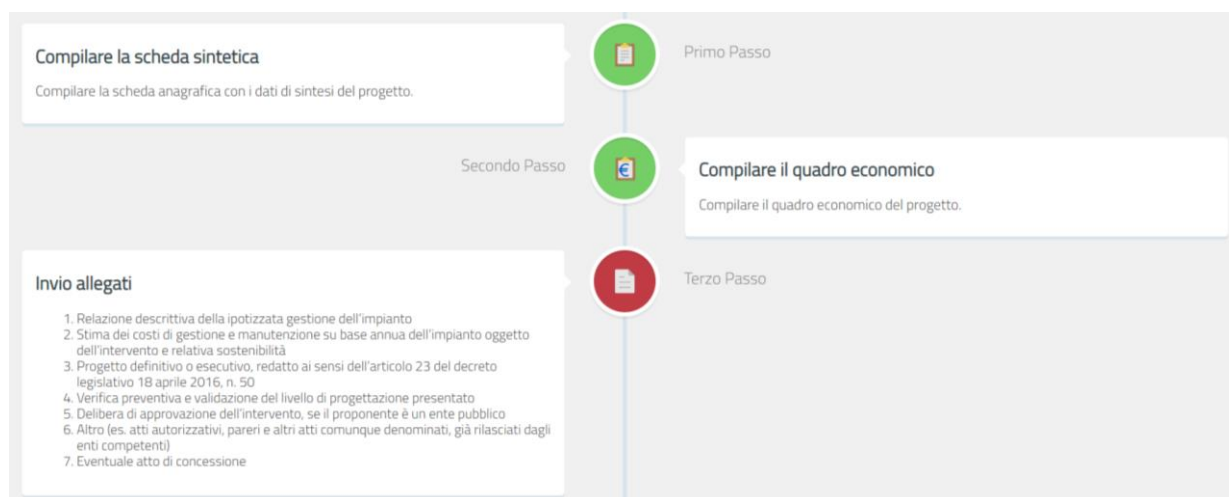 Compilare la scheda sintetica
Compilare la scheda anagrafica con i dati di sintesi del progetto.
Primo Passo
Secondo Passo
€
Compilare il quadro economico
Compilare il quadro economico del progetto.
Invio allegati
Terzo Passo
1. Relazione descrittiva della ipotizzata gestione dell'impianto
2. Stima dei costi di gestione e manutenzione su base annua dell'impianto oggetto
dell'intervento e relativa sostenibilità
3. Progetto definitivo o esecutivo, redatto ai sensi dell'articolo 23 del decreto
legislativo 18 aprile 2016, n. 50
4. Verifica preventiva e validazione del livello di progettazione presentato
5. Delibera di approvazione dell'intervento, se il proponente è un ente pubblico
6. Altro (es. atti autorizzativi, pareri e altri atti comunque denominati, già rilasciati dagli
enti competenti)
7. Eventuale atto di concessione